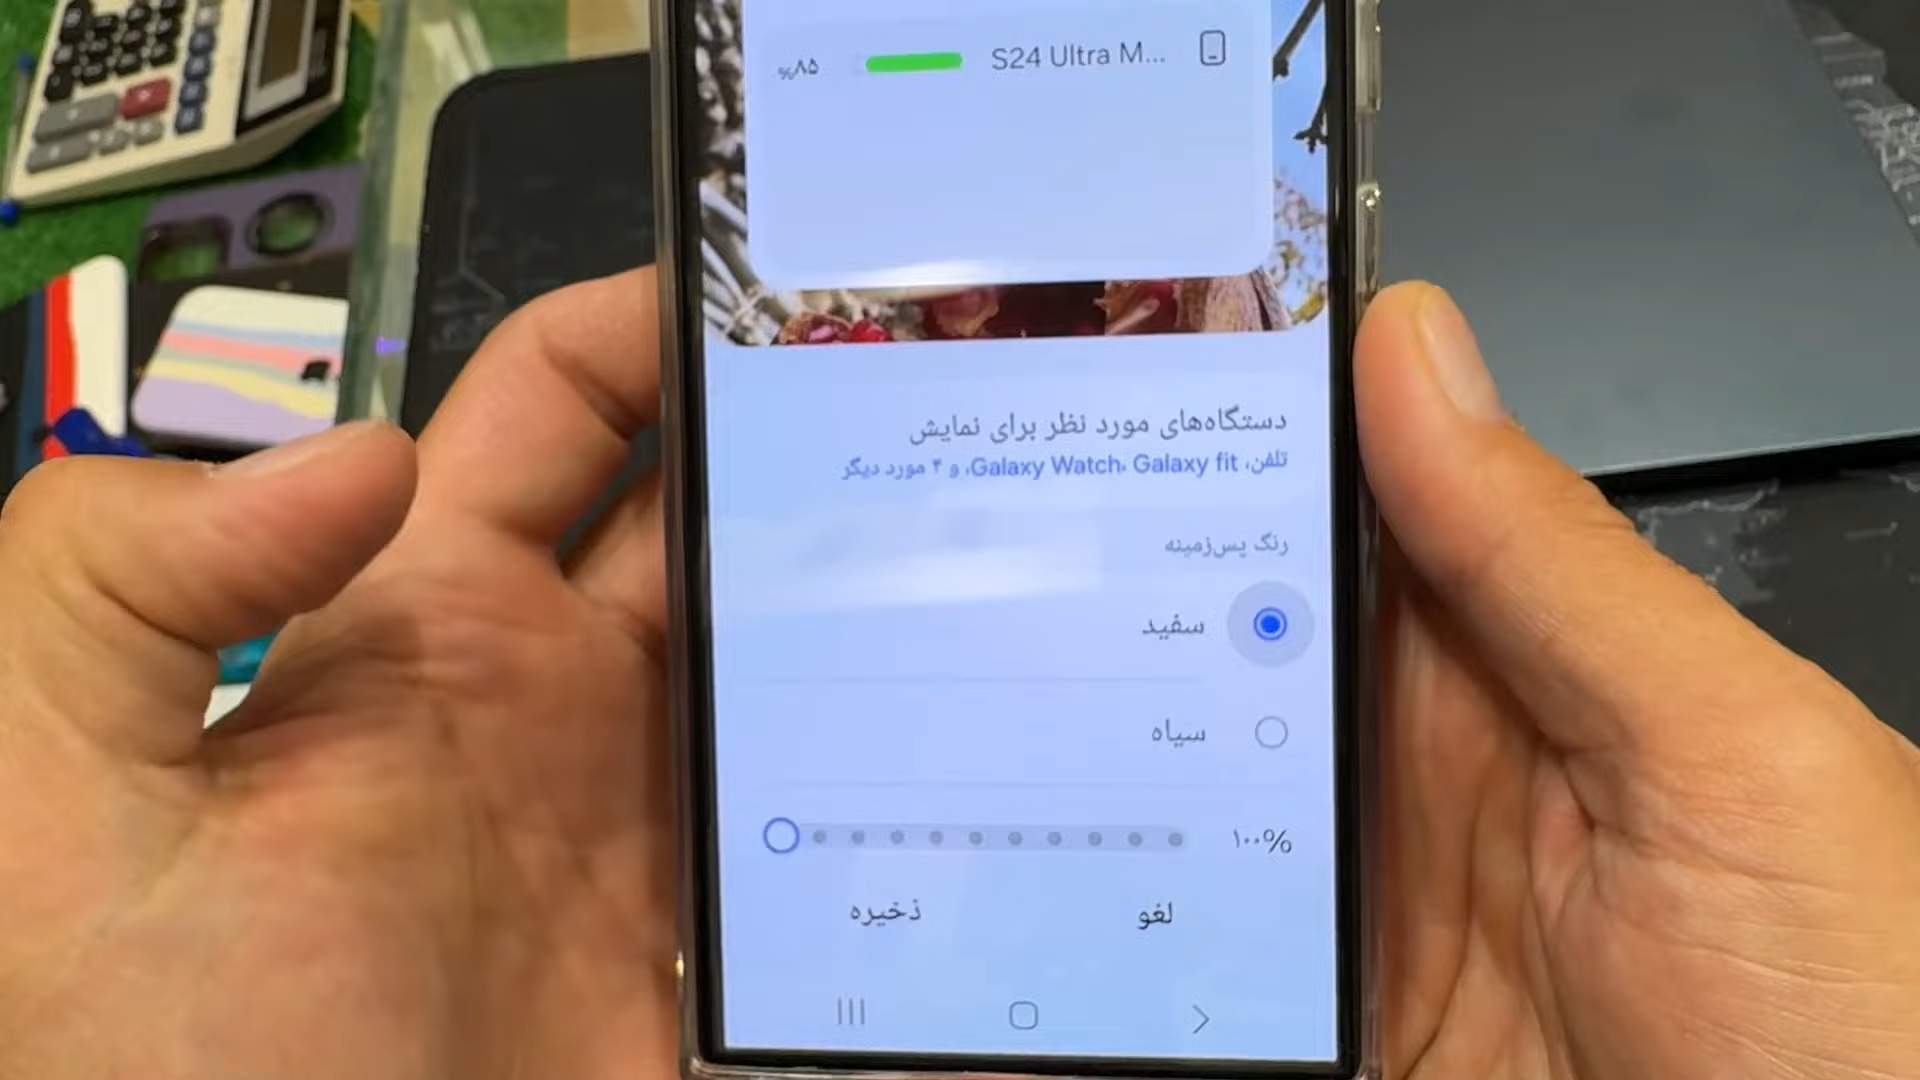 S24 Ultra M... ۸۵%
دستگاه‌های مورد نظر برای نمایش
تلفن، Galaxy Watch، Galaxy fit، و ۴ مورد دیگر
رنگ پس‌زمینه
سفید
سیاه
۱۰۰%
لغو
ذخیره